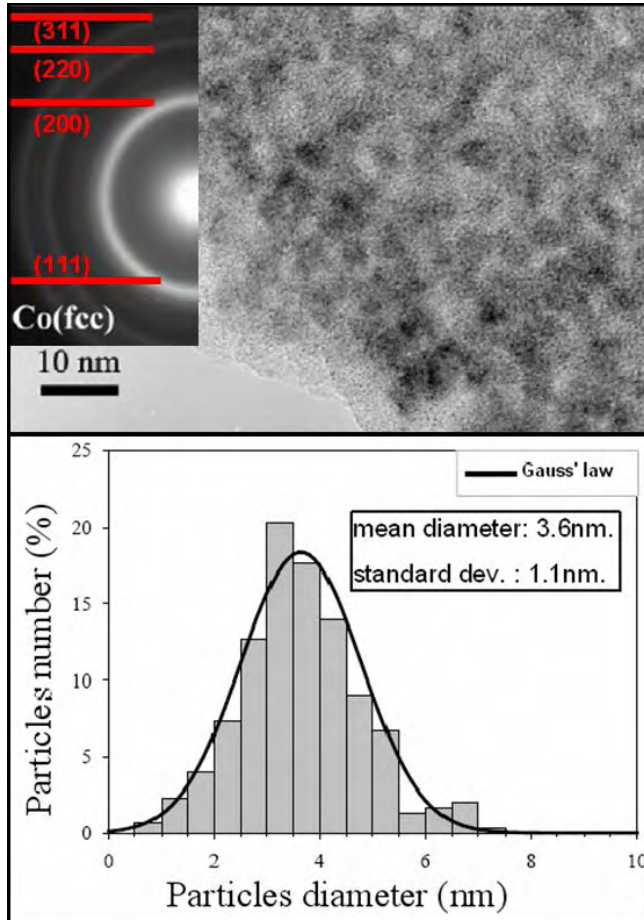 (311)
(220)
(200)
(111)
Co(fcc)
10 nm
25
20
15
10
5
0
Gauss' law
mean diameter: 3.6nm.
standard dev. : 1.1nm.
Particles number (%)
0
2
4
6
8
10
Particles diameter (nm)